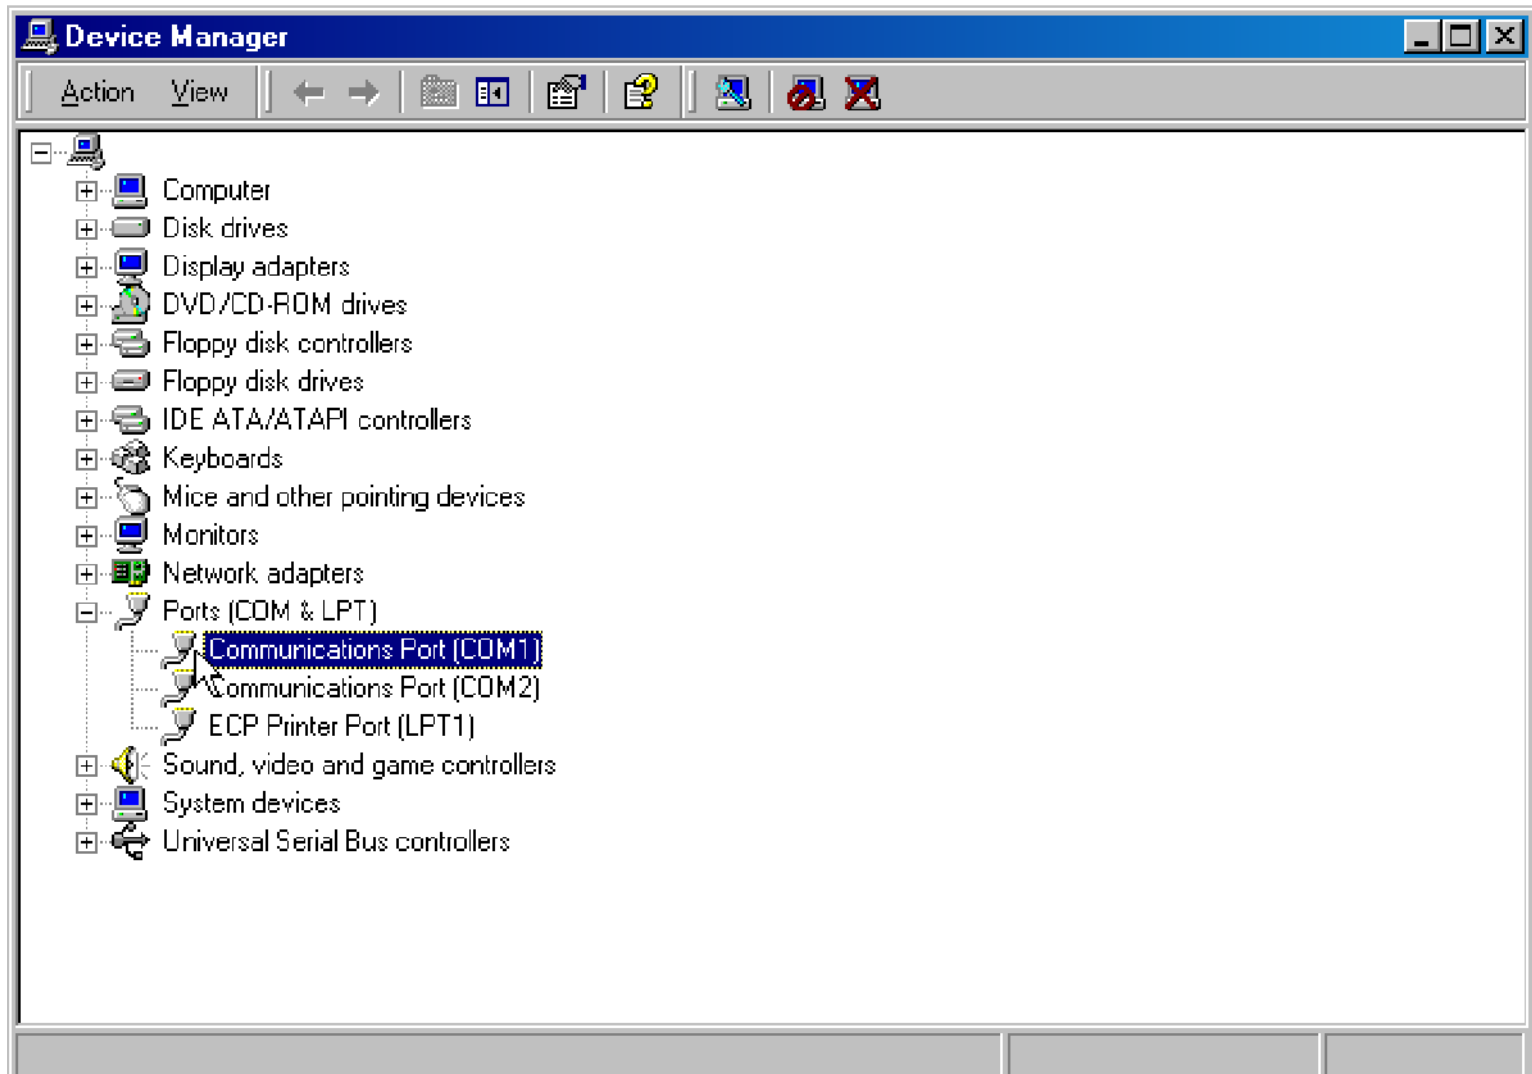 Device Manager
Action View
Computer
Disk drives
Display adapters
DVD/CD-ROM drives
Floppy disk controllers
Floppy disk drives
IDE ATA/ATAPI controllers
Keyboards
Mice and other pointing devices
Monitors
Network adapters
Ports (COM & LPT)
Communications Port (COM1)
Communications Port (COM2)
ECP Printer Port (LPT1)
Sound, video and game controllers
System devices
Universal Serial Bus controllers